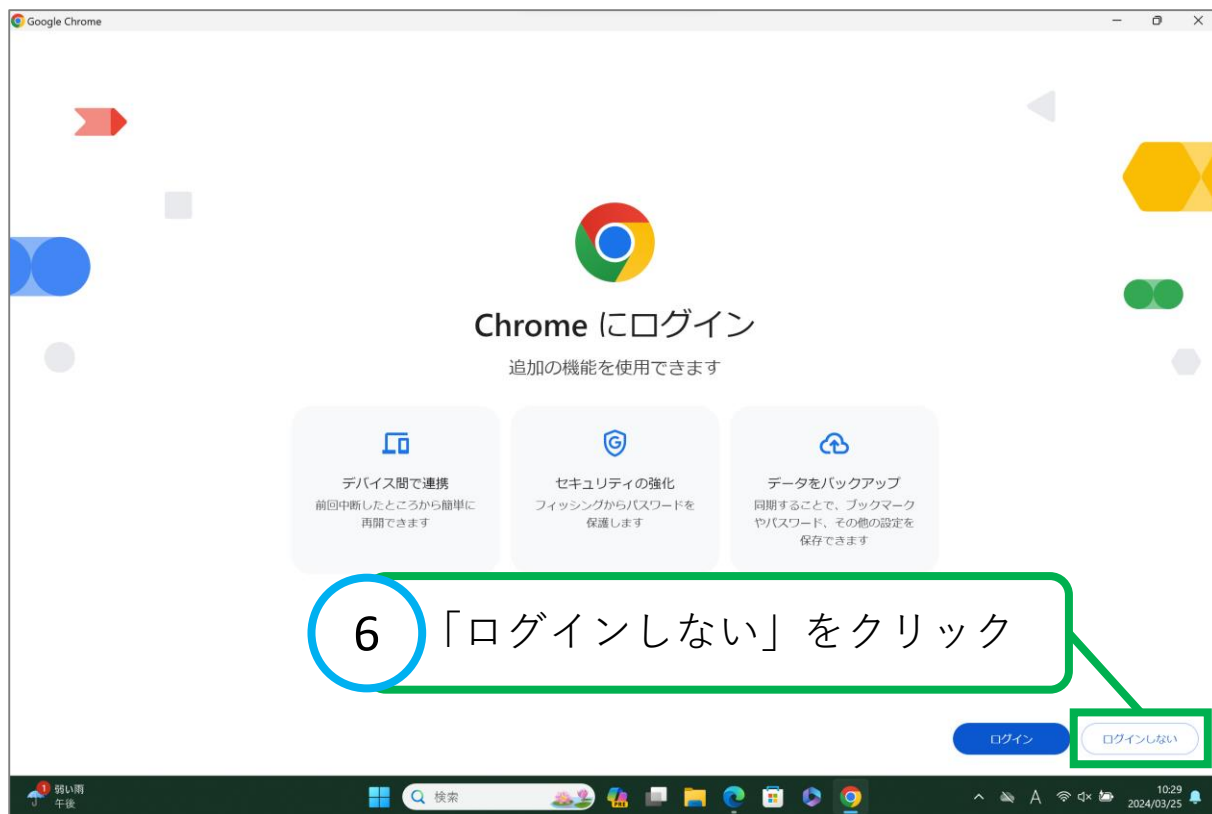 Google Chrome
Chrome にログイン
追加の機能を使用できます
デバイス間で連携
前回中断したところから簡単に
再開できます
セキュリティの強化
フィッシングからパスワードを
保護します
データをバックアップ
同期することで、ブックマーク
やパスワード、その他の設定を
保存できます
6 「ログインしない」をクリック
ログイン
ログインしない
1
弱い雨
午後
検索
PRE
A
10:29
2024/03/25